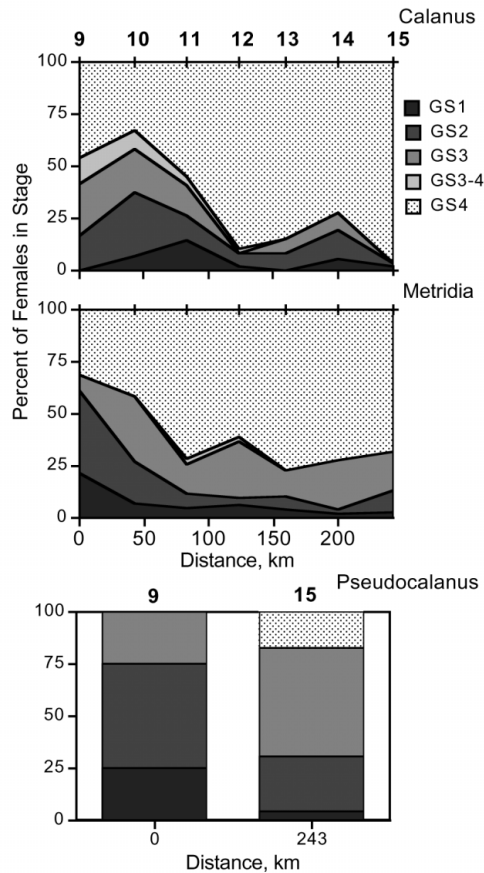 Calanus
9 10 11 12 13 14 15
100
75
50
25
0
GS1
GS2
GS3
GS3-4
GS4
Percent of Females in Stage
Metridia
100
75
50
25
0
0 50 100 150 200
Distance, km
Pseudocalanus
9 15
100
75
50
25
0
0 243
Distance, km